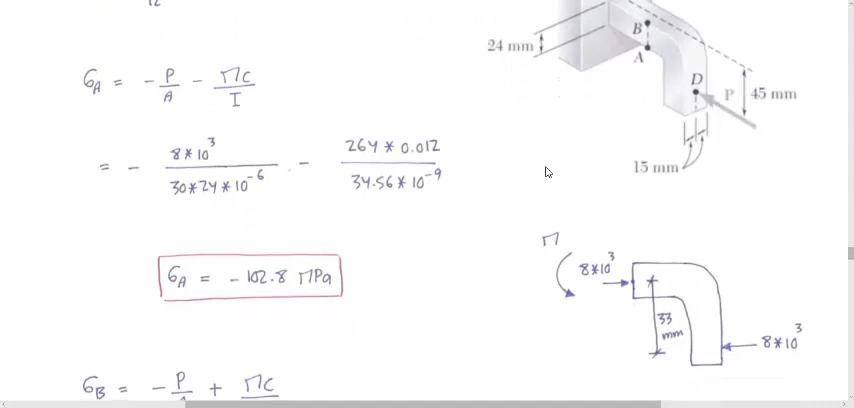 12
B
24 mm
A
σA = - P/A - MC/I
D
P
45 mm
= - 8*10^3 / 30*24*10^-6 - 264*0.012 / 34.56*10^-9
15 mm
M
8*10^3
σA = - 102.8 MPa
33
mm
8*10^3
σB = - P/A + MC